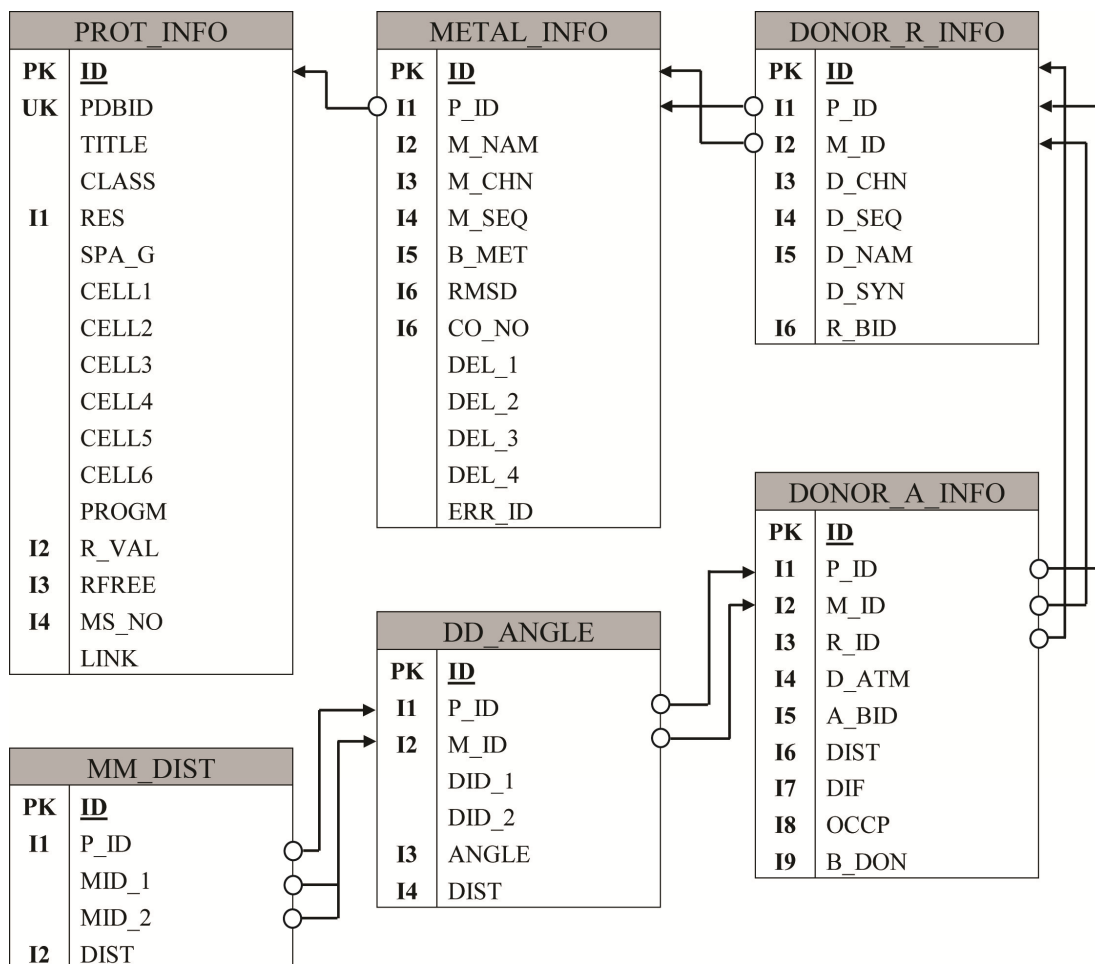 PROT_INFO
PK ID
UK PDBID
TITLE
CLASS
I1 RES
SPA_G
CELL1
CELL2
CELL3
CELL4
CELL5
CELL6
PROGM
I2 R_VAL
I3 RFREE
I4 MS_NO
LINK
METAL_INFO
PK ID
I1 P_ID
I2 M_NAM
I3 M_CHN
I4 M_SEQ
I5 B_MET
I6 RMSD
I6 CO_NO
DEL_1
DEL_2
DEL_3
DEL_4
ERR_ID
DONOR_R_INFO
PK ID
I1 P_ID
I2 M_ID
I3 D_CHN
I4 D_SEQ
I5 D_NAM
D_SYN
I6 R_BID
DONOR_A_INFO
PK ID
I1 P_ID
I2 M_ID
I3 R_ID
I4 D_ATM
I5 A_BID
I6 DIST
I7 DIF
I8 OCCP
I9 B_DON
DD_ANGLE
PK ID
I1 P_ID
I2 M_ID
DID_1
DID_2
I3 ANGLE
I4 DIST
MM_DIST
PK ID
I1 P_ID
MID_1
MID_2
I2 DIST